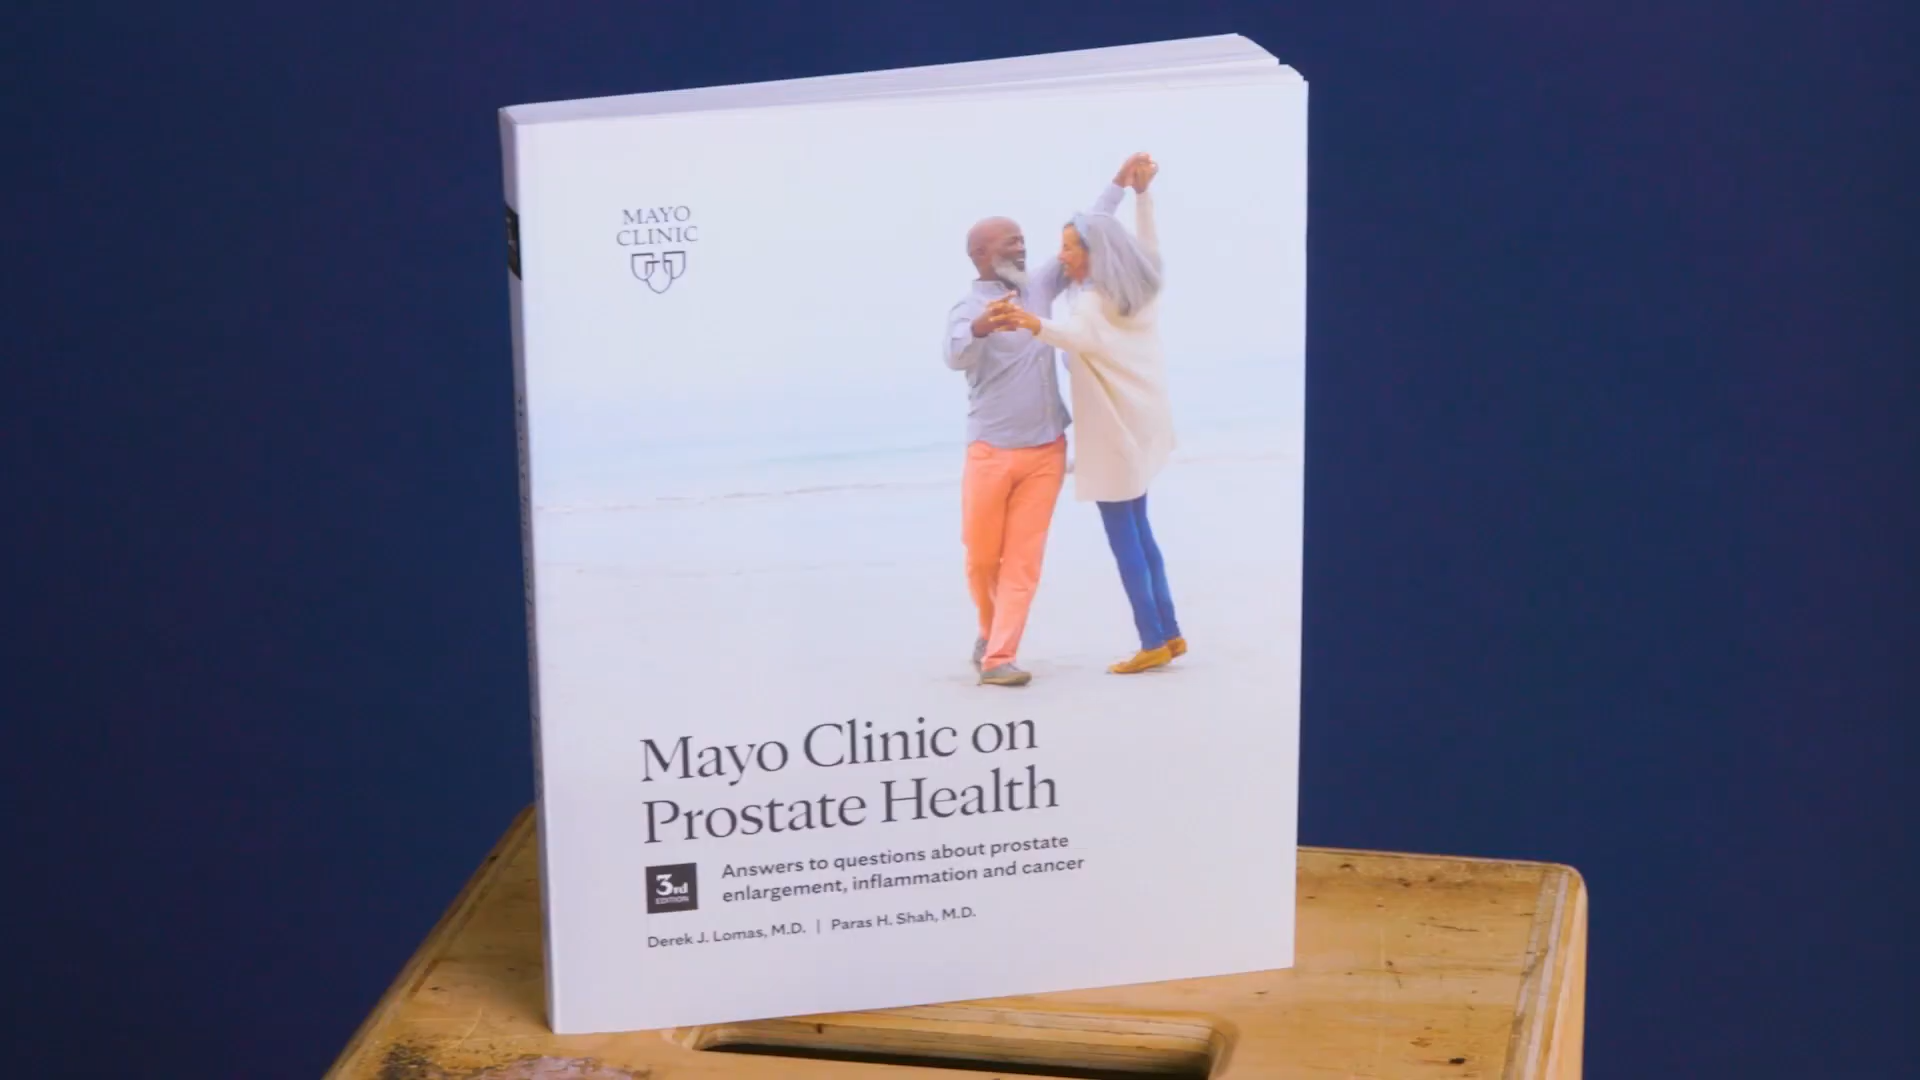 MAYO
CLINIC
Mayo Clinic on
Prostate Health
3rd
EDITION
Answers to questions about prostate
enlargement, inflammation and cancer
Derek J. Lomas, M.D. | Paras H. Shah, M.D.